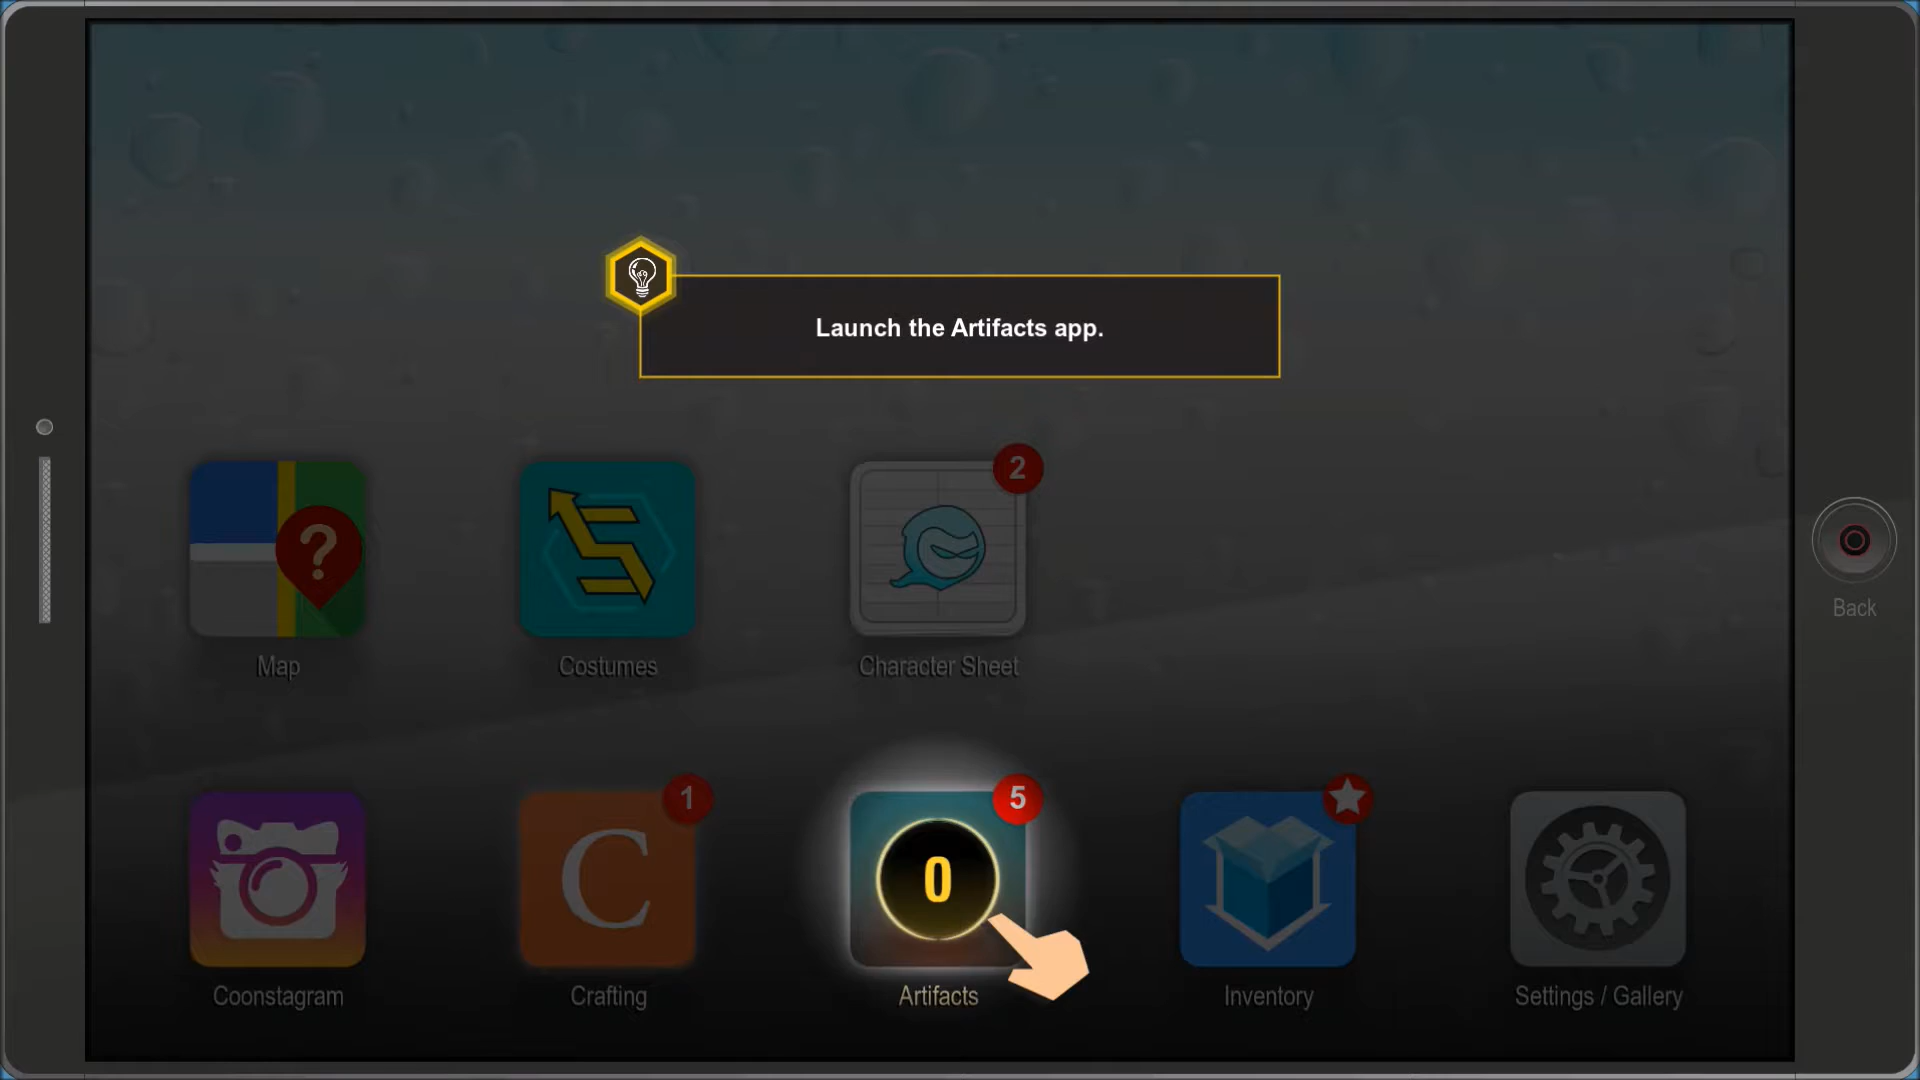 Launch the Artifacts app.
2
?
Map
Costumes
Character Sheet
Back
1
5
C
0
Coonstagram
Crafting
Artifacts
Inventory
Settings / Gallery